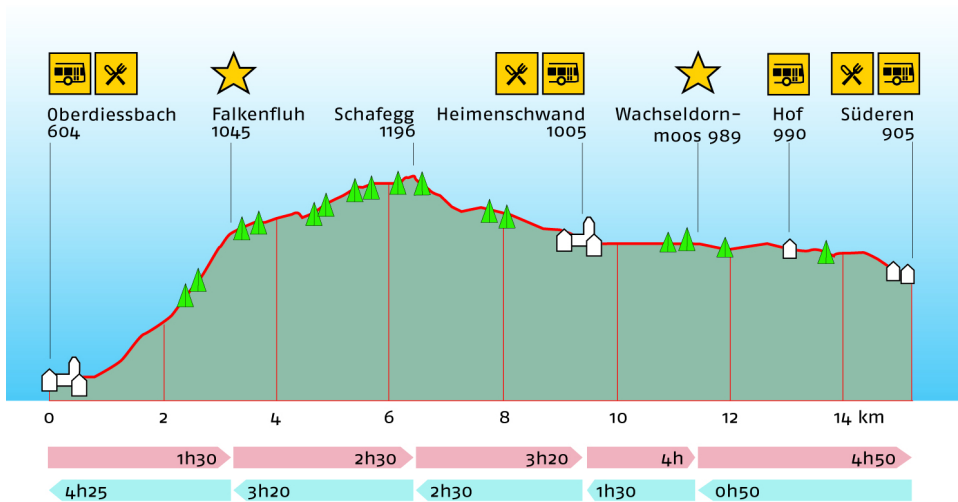 Oberdiessbach
604
Falkenfluh
1045
Schafegg
1196
Heimenschwand
1005
Wachseldorn-
moos 989
Hof
990
Süderen
905
0 2 4 6 8 10 12 14 km
1h30 2h30 3h20 4h 4h50
4h25 3h20 2h30 1h30 0h50